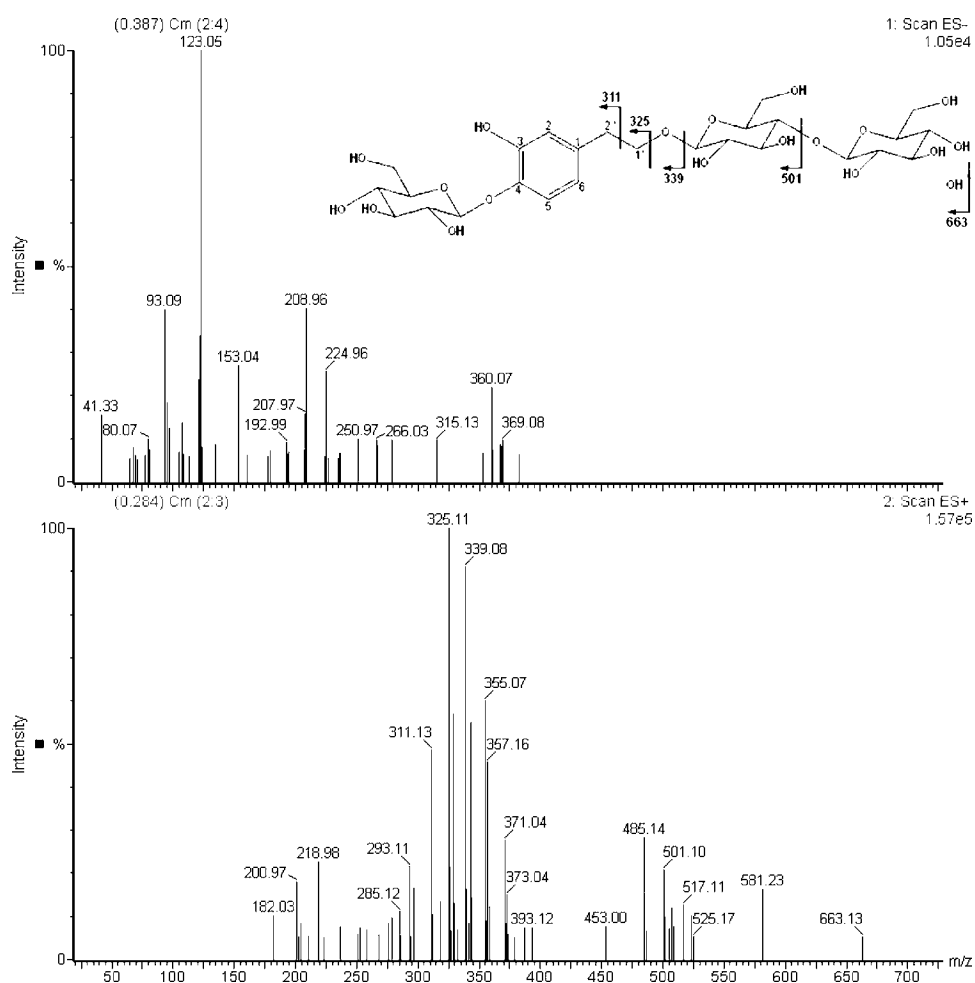 (0.387) Cm (2:4)
1: Scan ES-
1.05e4
100
%
0
Intensity
123.05
93.09
208.96
153.04
224.96
41.33
80.07
207.97
192.99
250.97
266.03
315.13
360.07
369.08
HO
HO
HO
HO
OH
O
O
HO
3
2
1
4
5
6
2'
1'
311
325
O
339
O
OH
OH
OH
HO
501
O
O
OH
OH
OH
OH
HO
OH
663
(0.284) Cm (2:3)
2: Scan ES+
1.57e5
100
%
0
Intensity
325.11
339.08
355.07
311.13
357.16
371.04
373.04
293.11
218.98
200.97
285.12
182.03
393.12
453.00
485.14
501.10
517.11
525.17
581.23
663.13
50 100 150 200 250 300 350 400 450 500 550 600 650 700 m/z